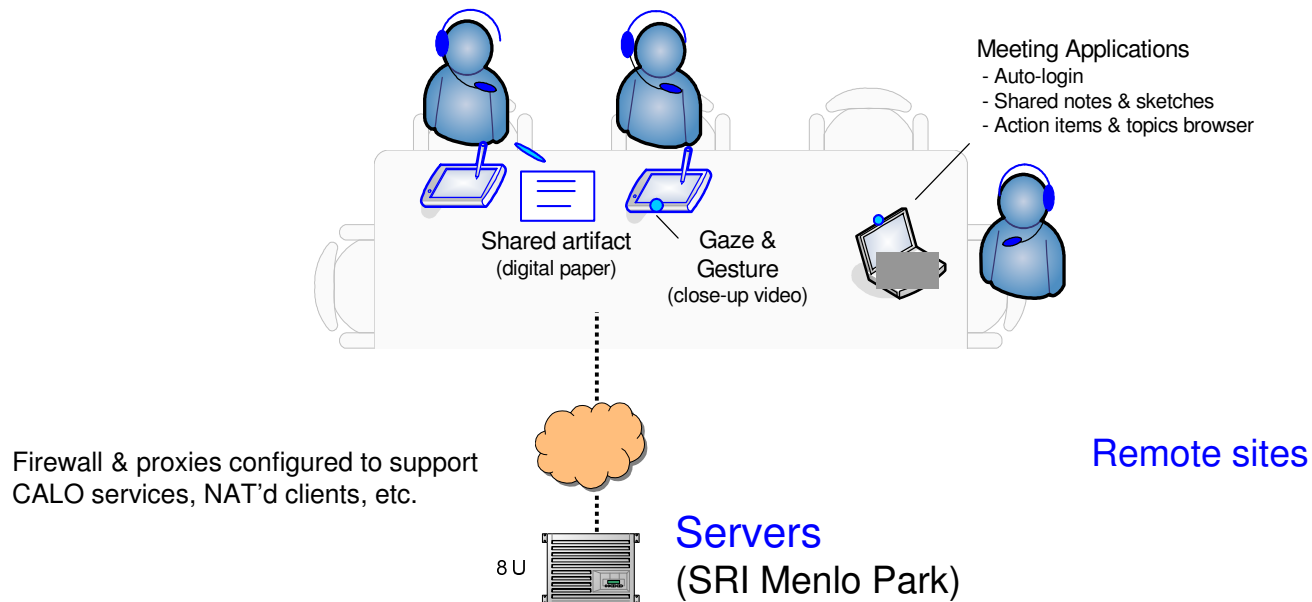 Meeting Applications
- Auto-login
- Shared notes & sketches
- Action items & topics browser
Shared artifact
(digital paper)
Gaze &
Gesture
(close-up video)
Firewall & proxies configured to support
CALO services, NAT'd clients, etc.
Remote sites
8 U
Servers
(SRI Menlo Park)